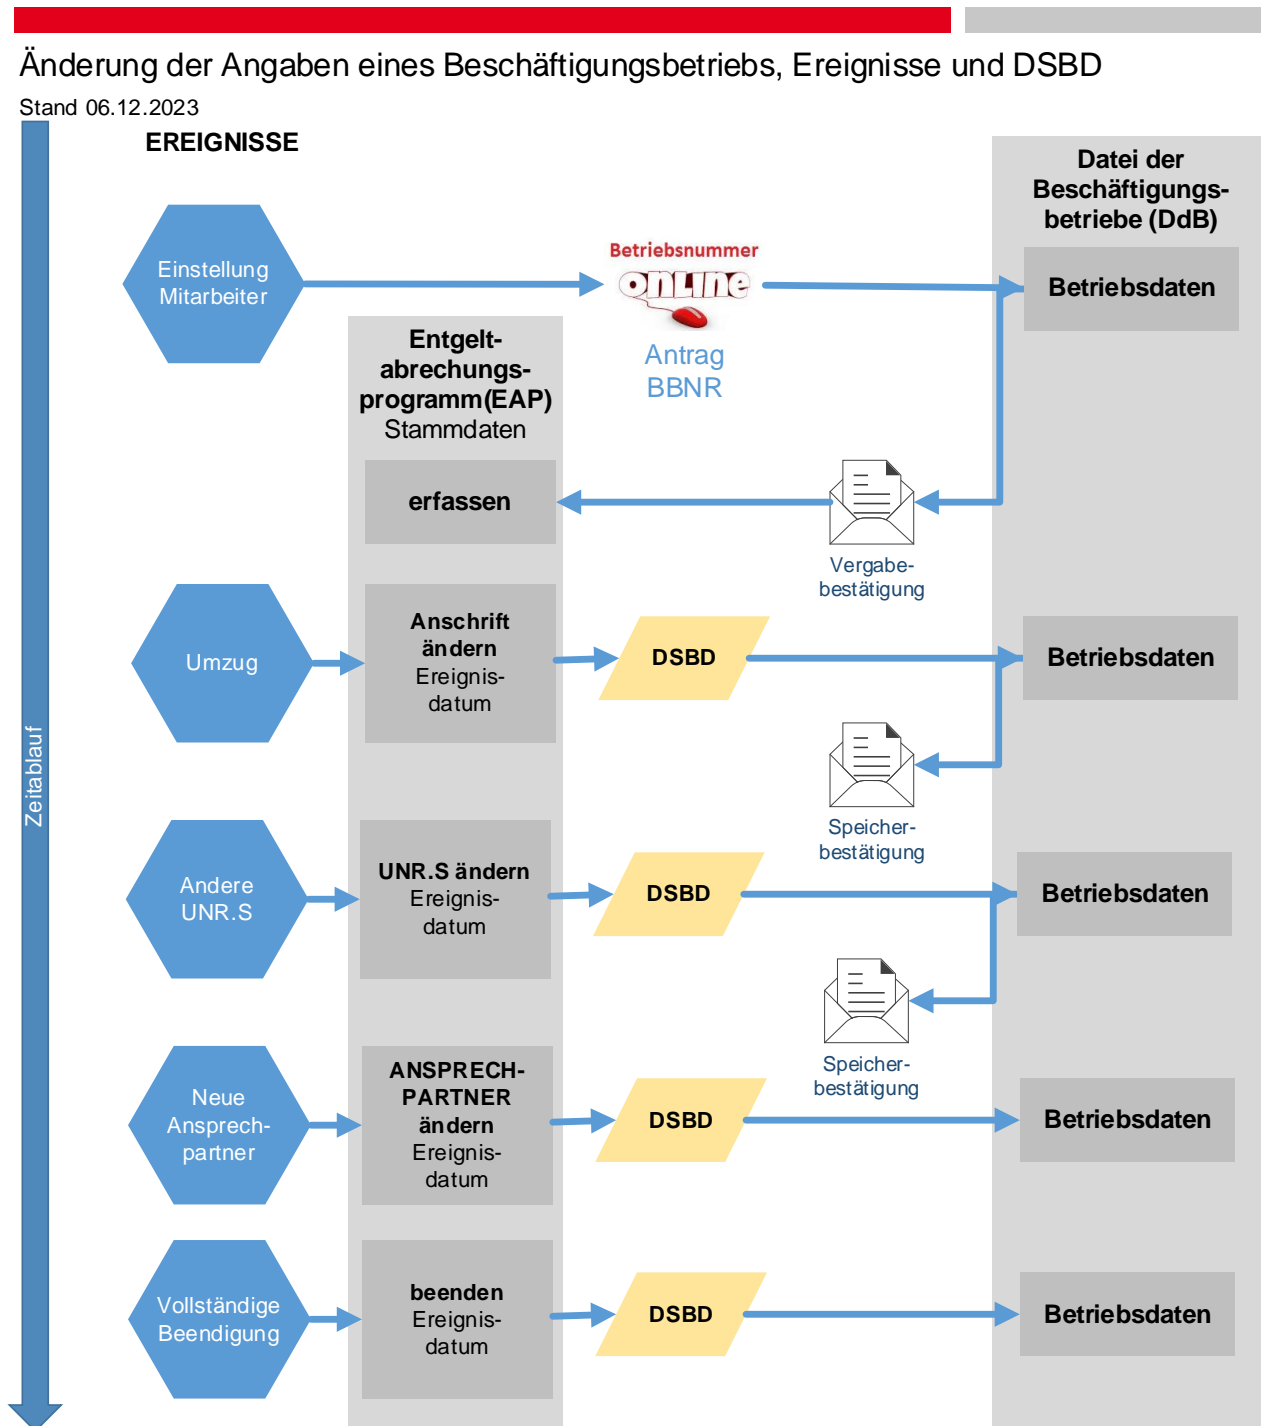 Änderung der Angaben eines Beschäftigungsbetriebs, Ereignisse und DSBD
Stand 06.12.2023
EREIGNISSE
Datei der
Beschäftigungs-
betriebe (DdB)
Einstellung
Mitarbeiter
Betriebsnummer
ONLINE
Antrag
BBNR
Betriebsdaten
Entgelt-
abrechungs-
programm(EAP)
Stammdaten
erfassen
Vergabe-
bestätigung
Umzug
Anschrift
ändern
Ereignis-
datum
DSBD
Betriebsdaten
Speicher-
bestätigung
Zeitablauf
Andere
UNR.S
UNR.S ändern
Ereignis-
datum
DSBD
Betriebsdaten
Speicher-
bestätigung
Neue
Ansprech-
partner
ANSPRECH-
PARTNER
ändern
Ereignis-
datum
DSBD
Betriebsdaten
Vollständige
Beendigung
beenden
Ereignis-
datum
DSBD
Betriebsdaten